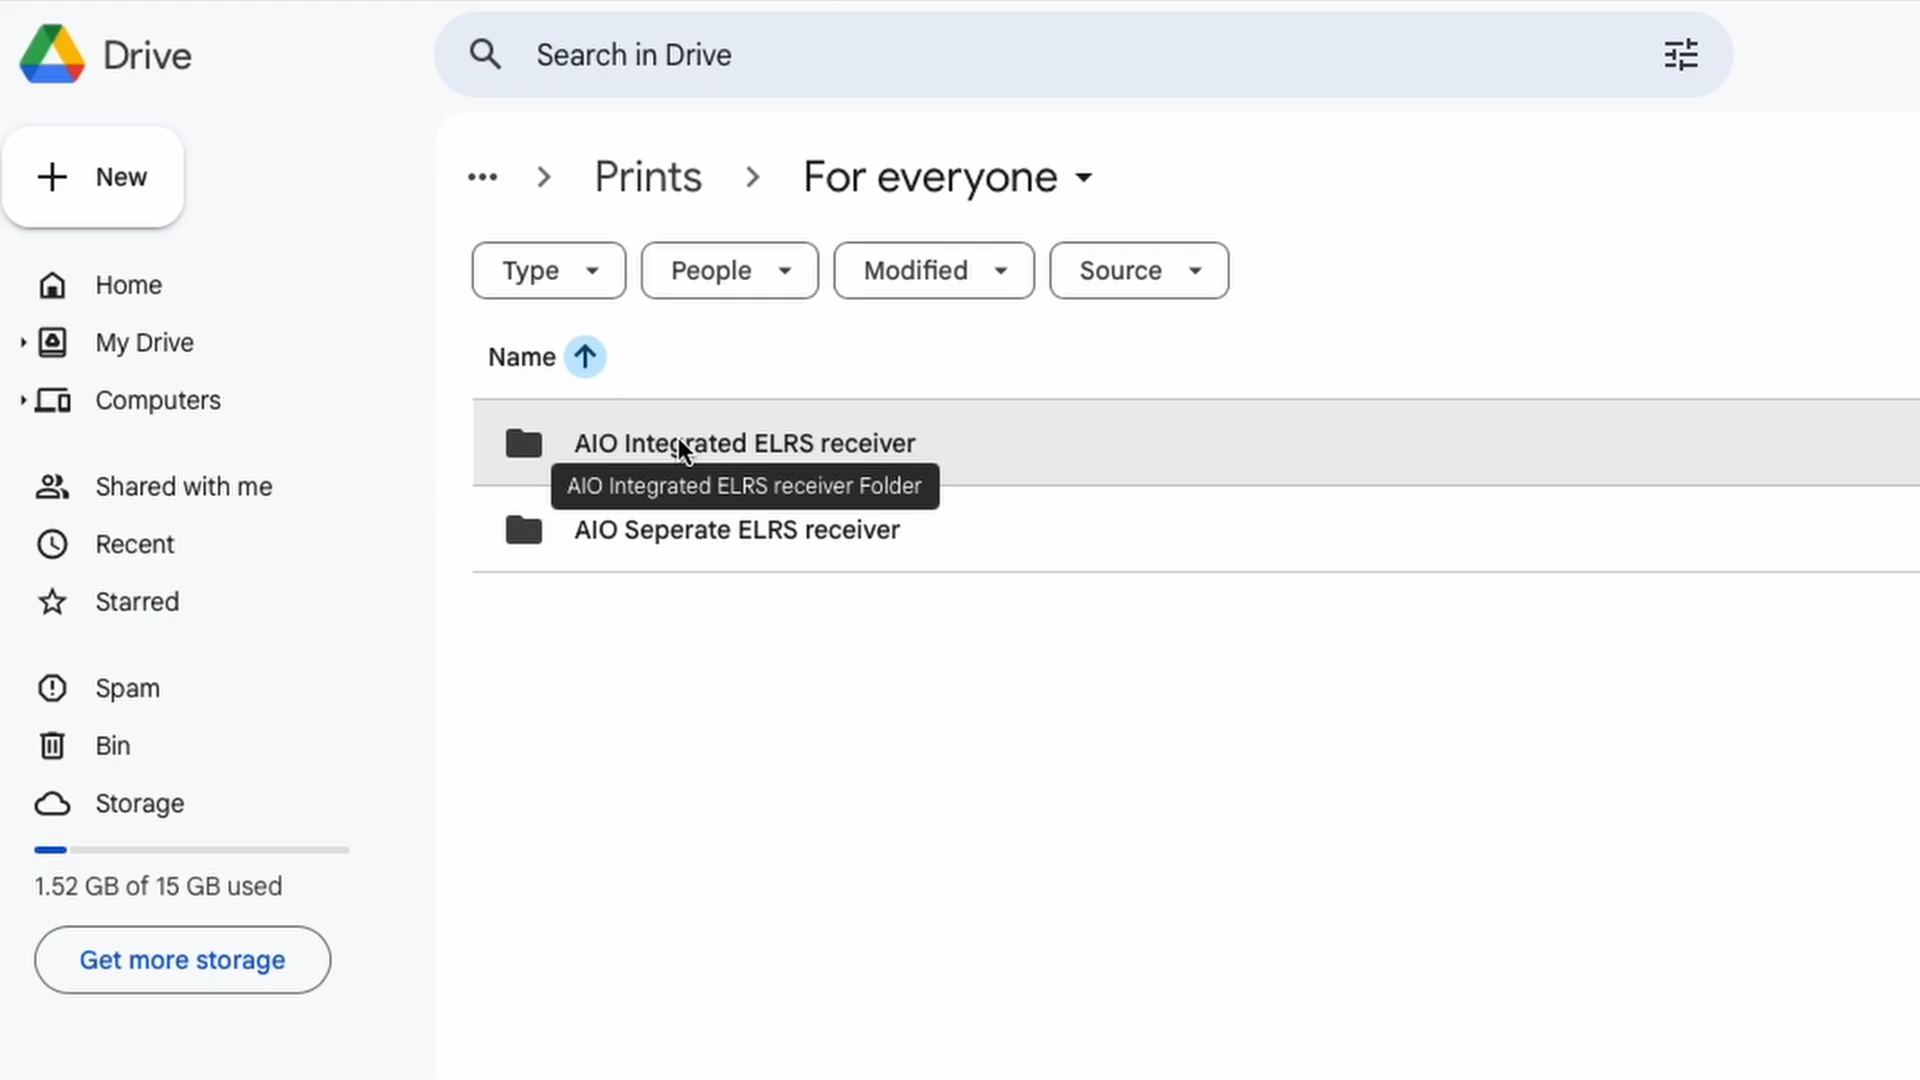 Drive
Search in Drive
New
Prints
For everyone
Type
People
Modified
Source
Name
AIO Integrated ELRS receiver
AIO Integrated ELRS receiver Folder
AIO Seperate ELRS receiver
Home
My Drive
Computers
Shared with me
Recent
Starred
Spam
Bin
Storage
1.52 GB of 15 GB used
Get more storage